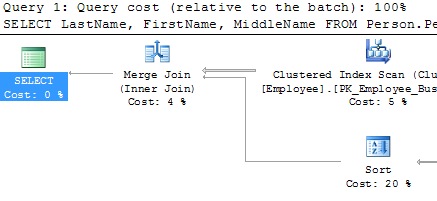 Query 1: Query cost (relative to the batch): 100%
SELECT LastName, FirstName, MiddleName FROM Person.Pe
SELECT
Cost: 0 %
Merge Join
(Inner Join)
Cost: 4 %
Clustered Index Scan (Clu
[Employee].[PK_Employee_Bus
Cost: 5 %
Sort
Cost: 20 %